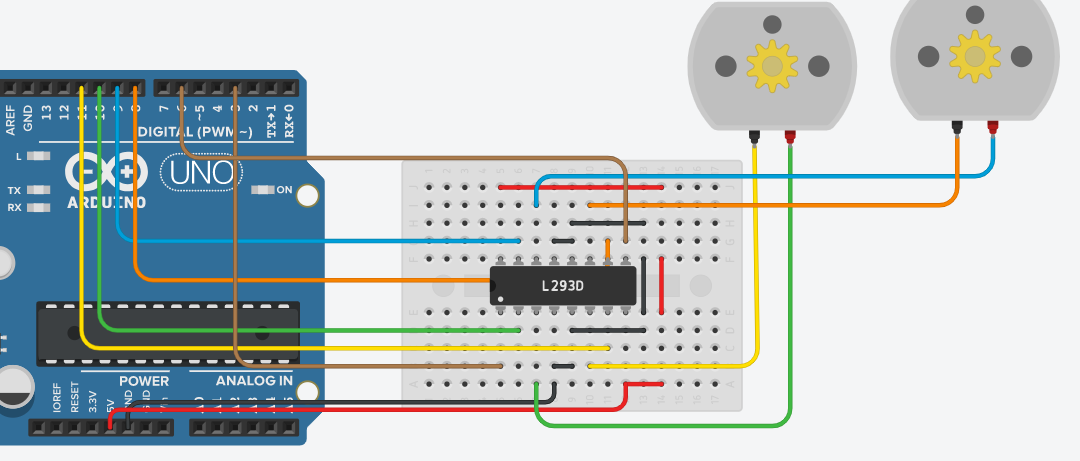 AREF
GND
13
12
11
10
9
8
7
6
~5
4
3
2
TX→1
RX←0
DIGITAL (PWM~)
L
TX
RX
ARDUINO
UNO
ON
L293D
J
I
H
G
F
E
D
C
A
POWER
ANALOG IN
IOREF
RESET
3.3V
5V
GND
GND
Vin
A0
A1
A2
A3
A4
A5